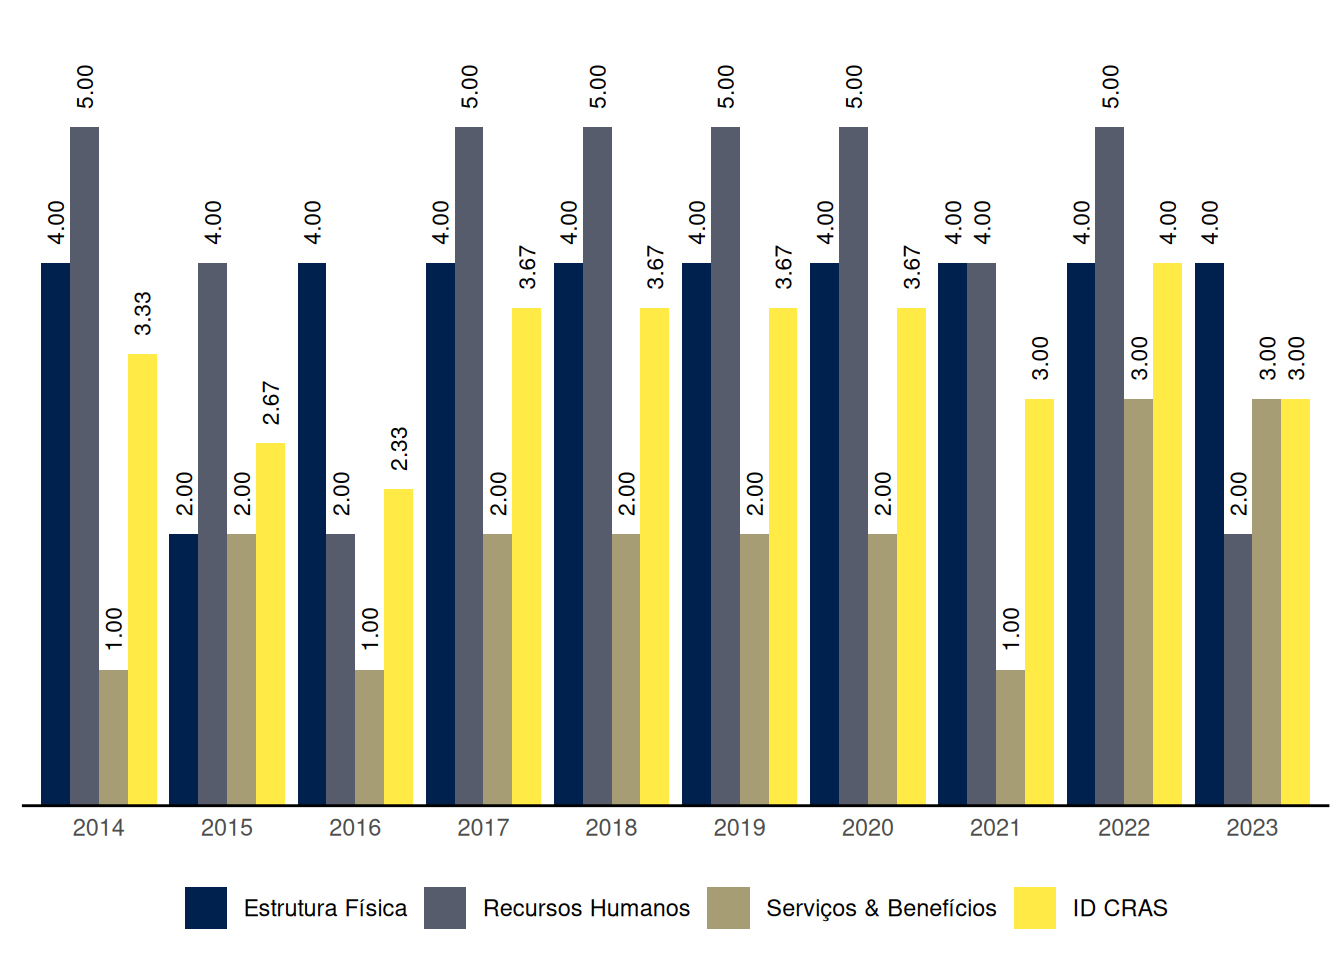 5.00 5.00 5.00 5.00 5.00 5.00
4.00 4.00 4.00 4.00 4.00 4.00 4.00 4.00 4.00 4.00 4.00 4.00
3.33 3.67 3.67 3.67 3.67
2.67 3.00 3.00 3.00 3.00
2.33
2.00 2.00 2.00 2.00 2.00 2.00 2.00 2.00
1.00 1.00 1.00
2014 2015 2016 2017 2018 2019 2020 2021 2022 2023
Estrutura Física Recursos Humanos Serviços & Benefícios ID CRAS